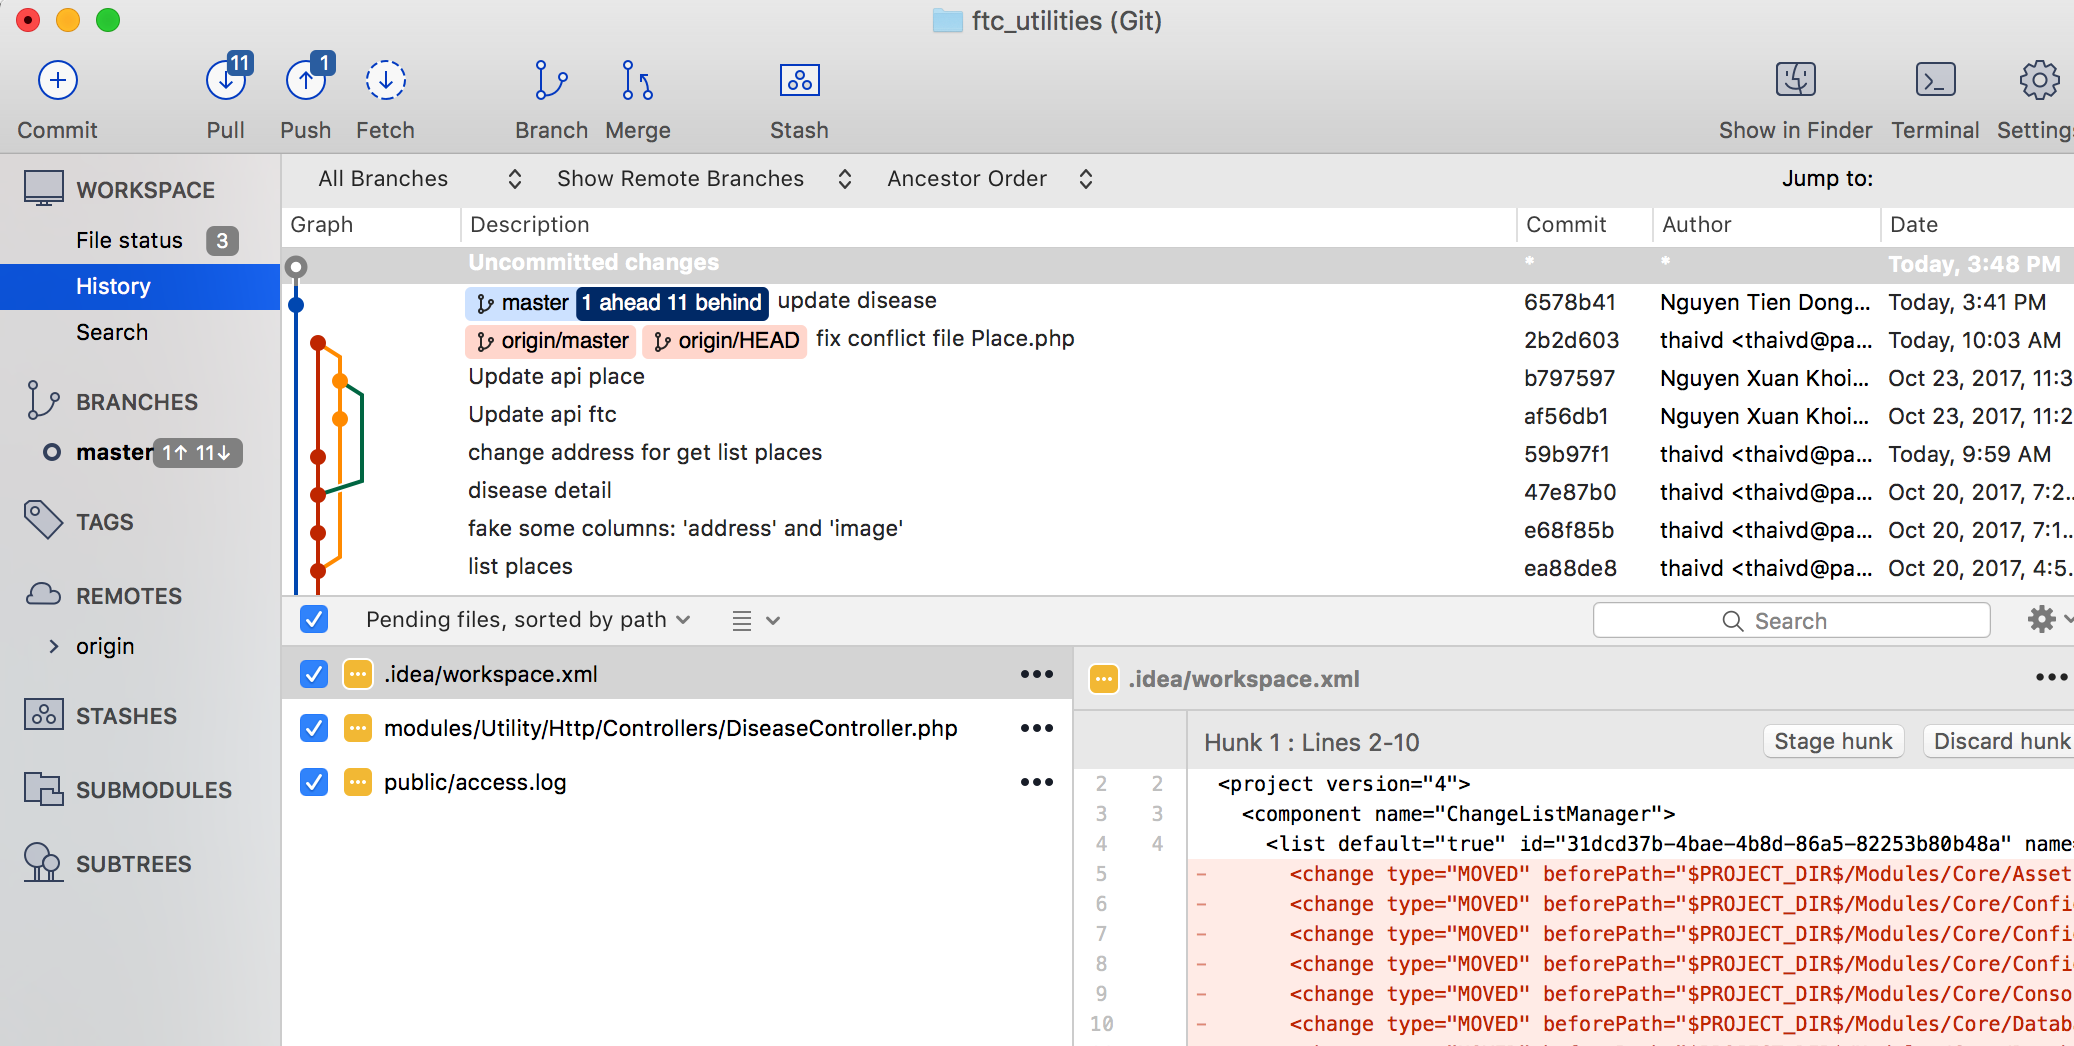 ftc_utilities (Git)
11 1
Commit Pull Push Fetch Branch Merge Stash Show in Finder Terminal Setting
WORKSPACE
File status 3
History
Search
BRANCHES
master 1↑ 11↓
TAGS
REMOTES
origin
STASHES
SUBMODULES
SUBTREES
All Branches Show Remote Branches Ancestor Order Jump to:
Graph Description Commit Author Date
Uncommitted changes * * Today, 3:48 PM
master 1 ahead 11 behind update disease 6578b41 Nguyen Tien Dong... Today, 3:41 PM
origin/master origin/HEAD fix conflict file Place.php 2b2d603 thaivd <thaivd@pa... Today, 10:03 AM
Update api place b797597 Nguyen Xuan Khoi... Oct 23, 2017, 11:3
Update api ftc af56db1 Nguyen Xuan Khoi... Oct 23, 2017, 11:2
change address for get list places 59b97f1 thaivd <thaivd@pa... Today, 9:59 AM
disease detail 47e87b0 thaivd <thaivd@pa... Oct 20, 2017, 7:2..
fake some columns: 'address' and 'image' e68f85b thaivd <thaivd@pa... Oct 20, 2017, 7:1..
list places ea88de8 thaivd <thaivd@pa... Oct 20, 2017, 4:5.
Pending files, sorted by path Search
.idea/workspace.xml
modules/Utility/Http/Controllers/DiseaseController.php
public/access.log
.idea/workspace.xml
Hunk 1 : Lines 2-10 Stage hunk Discard hunk
2 2 <project version="4">
3 3 <component name="ChangeListManager">
4 4 <list default="true" id="31dcd37b-4bae-4b8d-86a5-82253b80b48a" name=
5 - <change type="MOVED" beforePath="$PROJECT_DIR$/Modules/Core/Asset
6 - <change type="MOVED" beforePath="$PROJECT_DIR$/Modules/Core/Confi
7 - <change type="MOVED" beforePath="$PROJECT_DIR$/Modules/Core/Confi
8 - <change type="MOVED" beforePath="$PROJECT_DIR$/Modules/Core/Confi
9 - <change type="MOVED" beforePath="$PROJECT_DIR$/Modules/Core/Conso
10 - <change type="MOVED" beforePath="$PROJECT_DIR$/Modules/Core/Datab